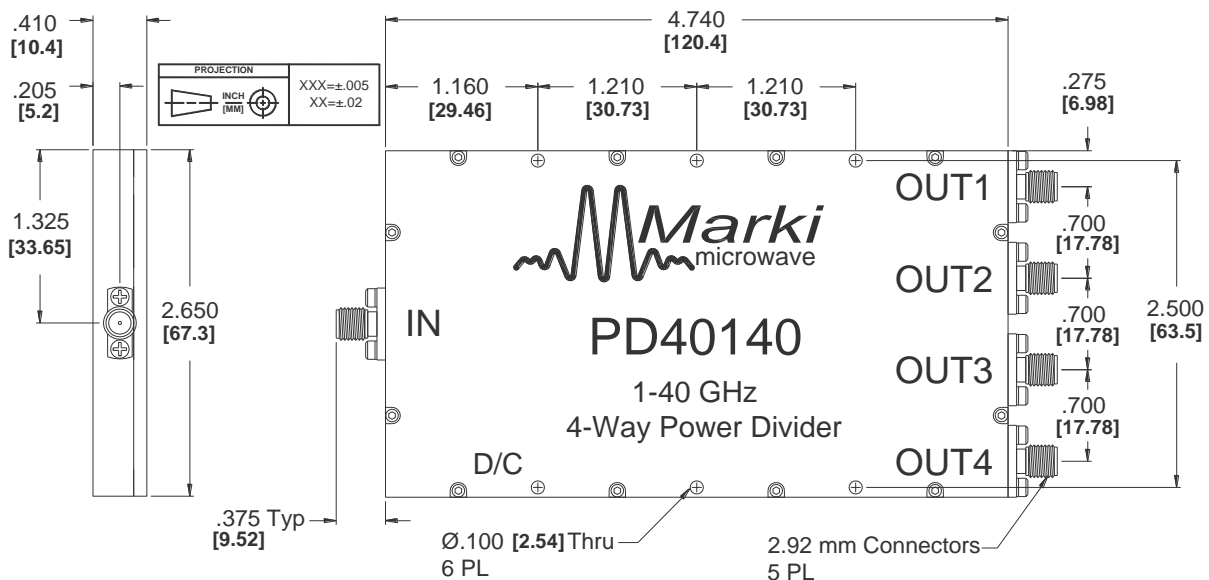 .410
[10.4]
4.740
[120.4]
.205
[5.2]
PROJECTION
INCH
[MM]
XXX=±.005
XX=±.02
1.160
[29.46]
1.210
[30.73]
1.210
[30.73]
.275
[6.98]
1.325
[33.65]
2.650
[67.3]
Marki
microwave
IN
PD40140
1-40 GHz
4-Way Power Divider
D/C
OUT1
OUT2
OUT3
OUT4
.700
[17.78]
.700
[17.78]
.700
[17.78]
2.500
[63.5]
.375 Typ
[9.52]
Ø.100 [2.54] Thru
6 PL
2.92 mm Connectors
5 PL